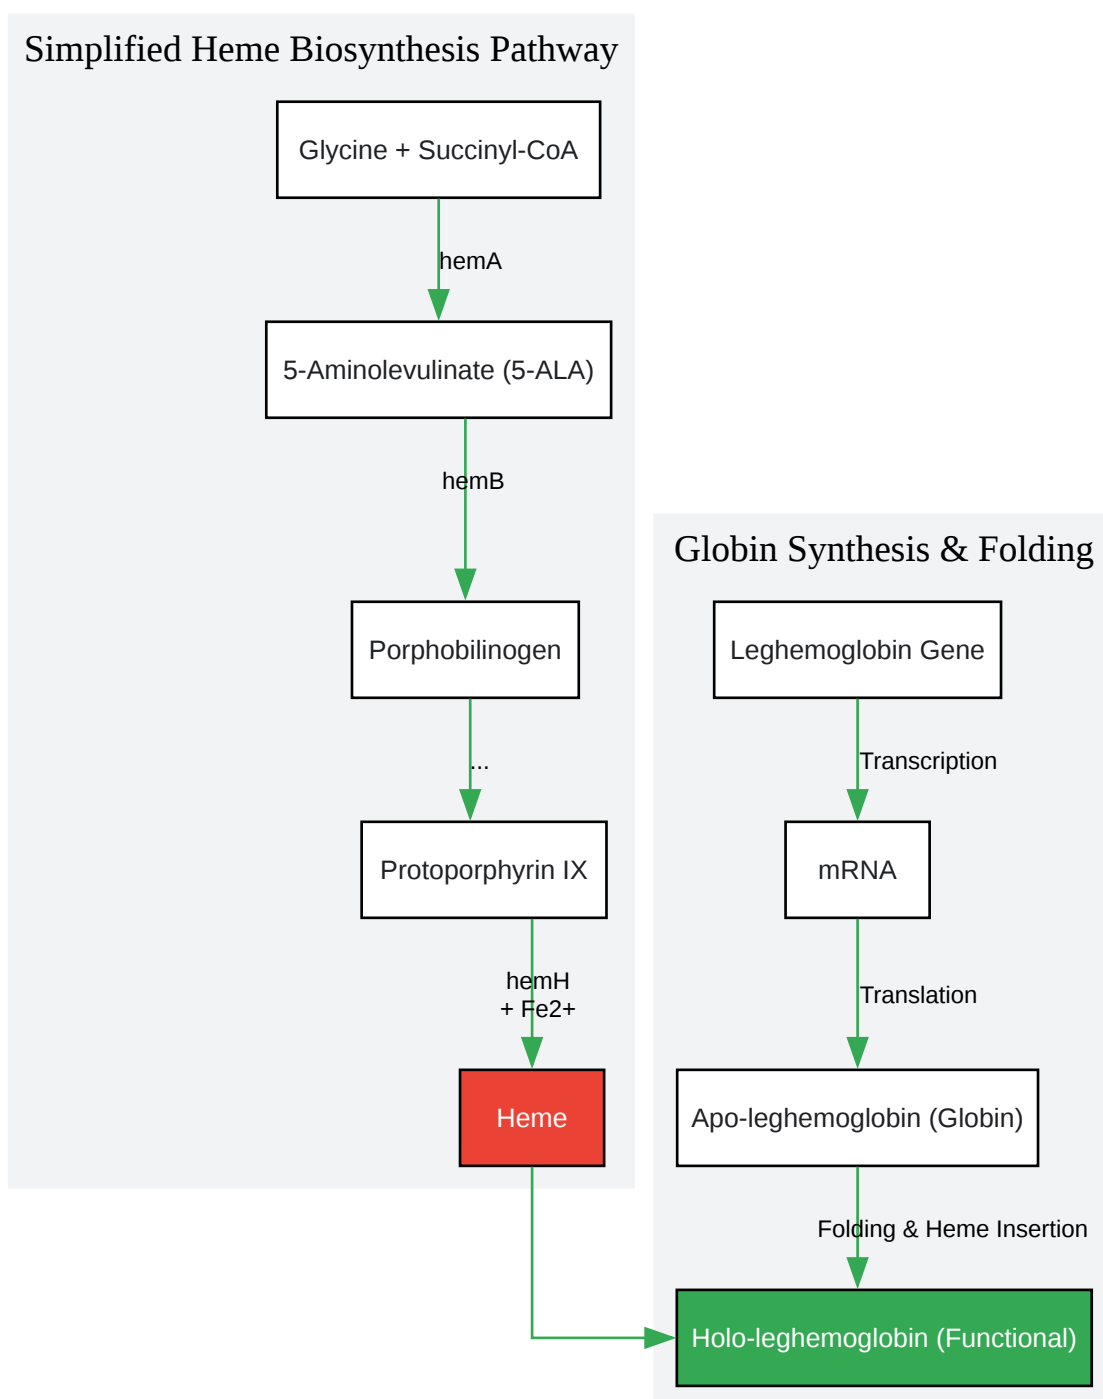 Simplified Heme Biosynthesis Pathway
Glycine + Succinyl-CoA
hemA
5-Aminolevulinate (5-ALA)
hemB
Porphobilinogen
...
Protoporphyrin IX
hemH
+ Fe2+
Heme
Globin Synthesis & Folding
Leghemoglobin Gene
Transcription
mRNA
Translation
Apo-leghemoglobin (Globin)
Folding & Heme Insertion
Holo-leghemoglobin (Functional)